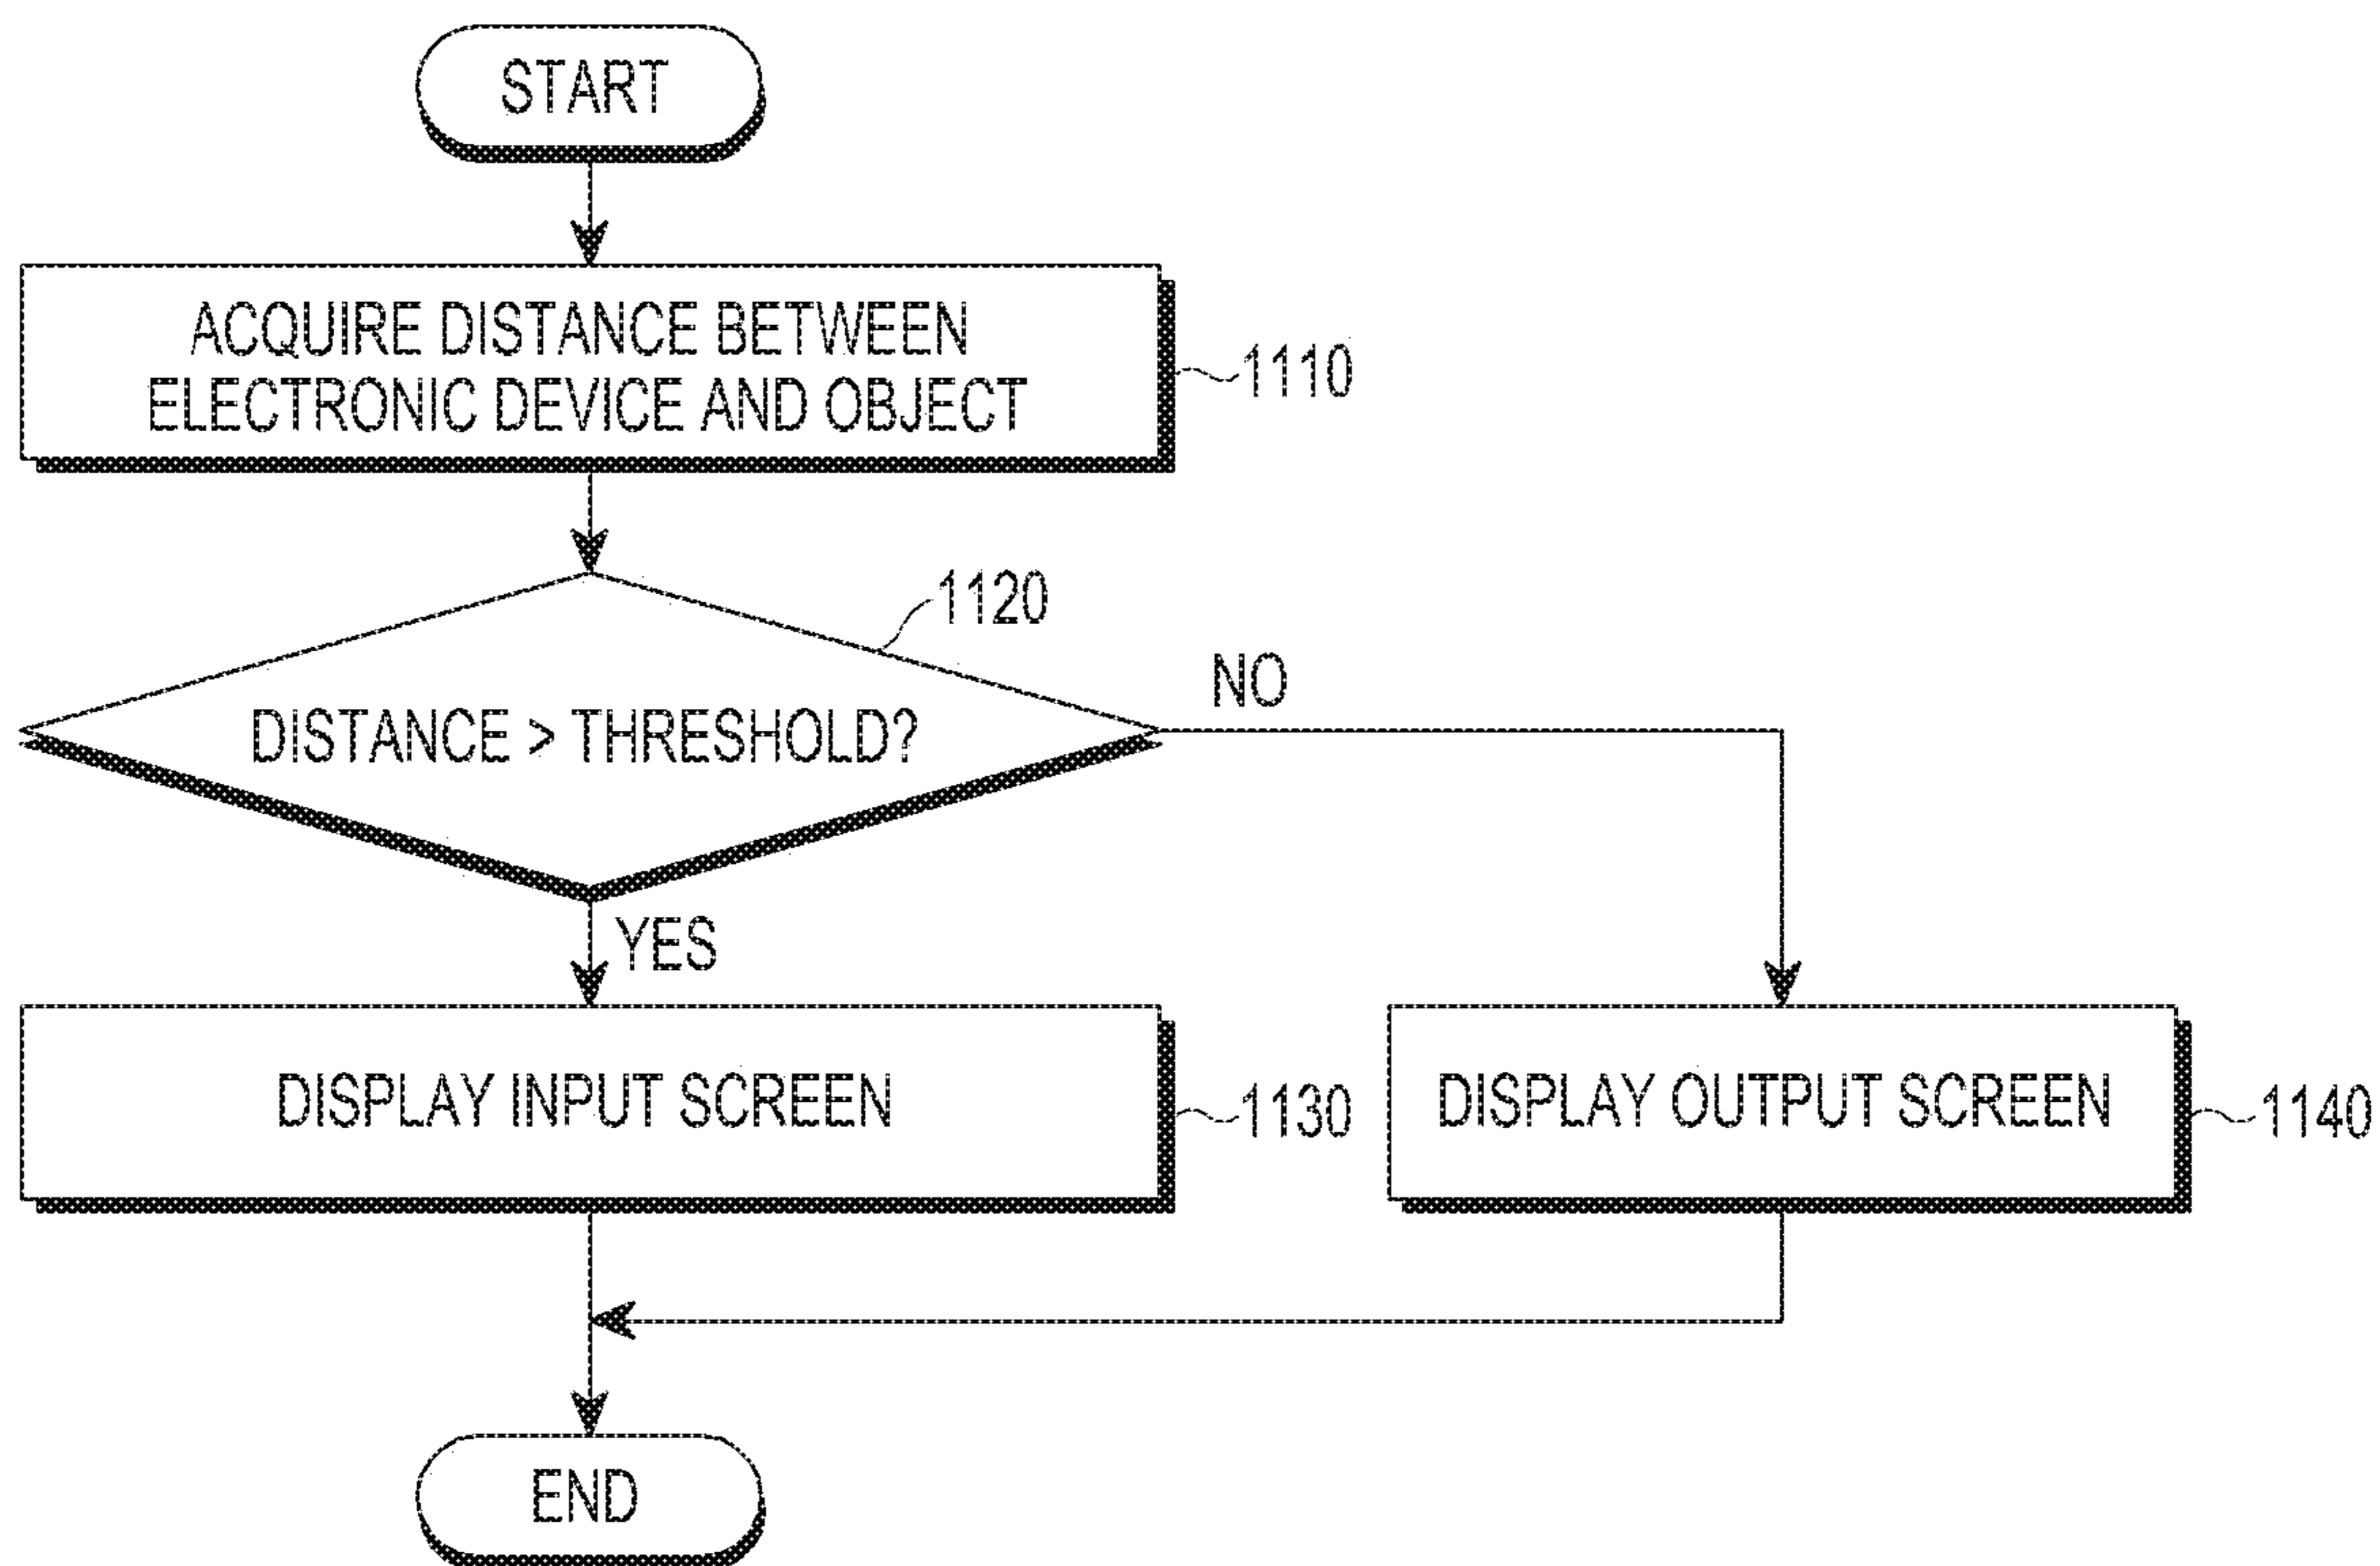 START
ACQUIRE DISTANCE BETWEEN
ELECTRONIC DEVICE AND OBJECT
1110
1120
NO
DISTANCE > THRESHOLD?
YES
DISPLAY INPUT SCREEN
1130
DISPLAY OUTPUT SCREEN
1140
END